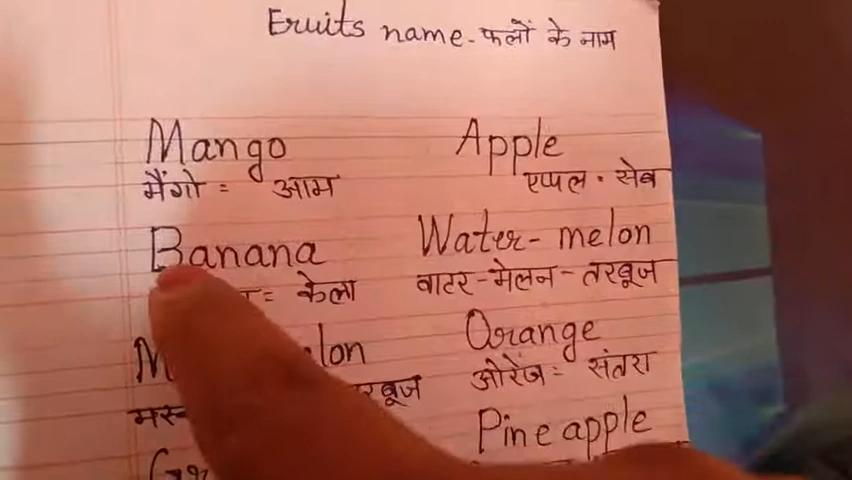 Fruits name - फलों के नाम
Mango
मैंगो = आम
Banana
= केला
lon
मस
Apple
एप्पल - सेब
Water-melon
वाटर-मेलन-तरबूज
Orange
ओरेंज = संतरा
Pineapple